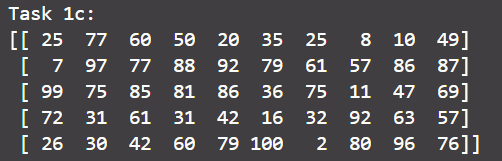 Task 1c:
[[ 25 77 60 50 20 35 25 8 10 49]
[ 7 97 77 88 92 79 61 57 86 87]
[ 99 75 85 81 86 36 75 11 47 69]
[ 72 31 61 31 42 16 32 92 63 57]
[ 26 30 42 60 79 100 2 80 96 76]]